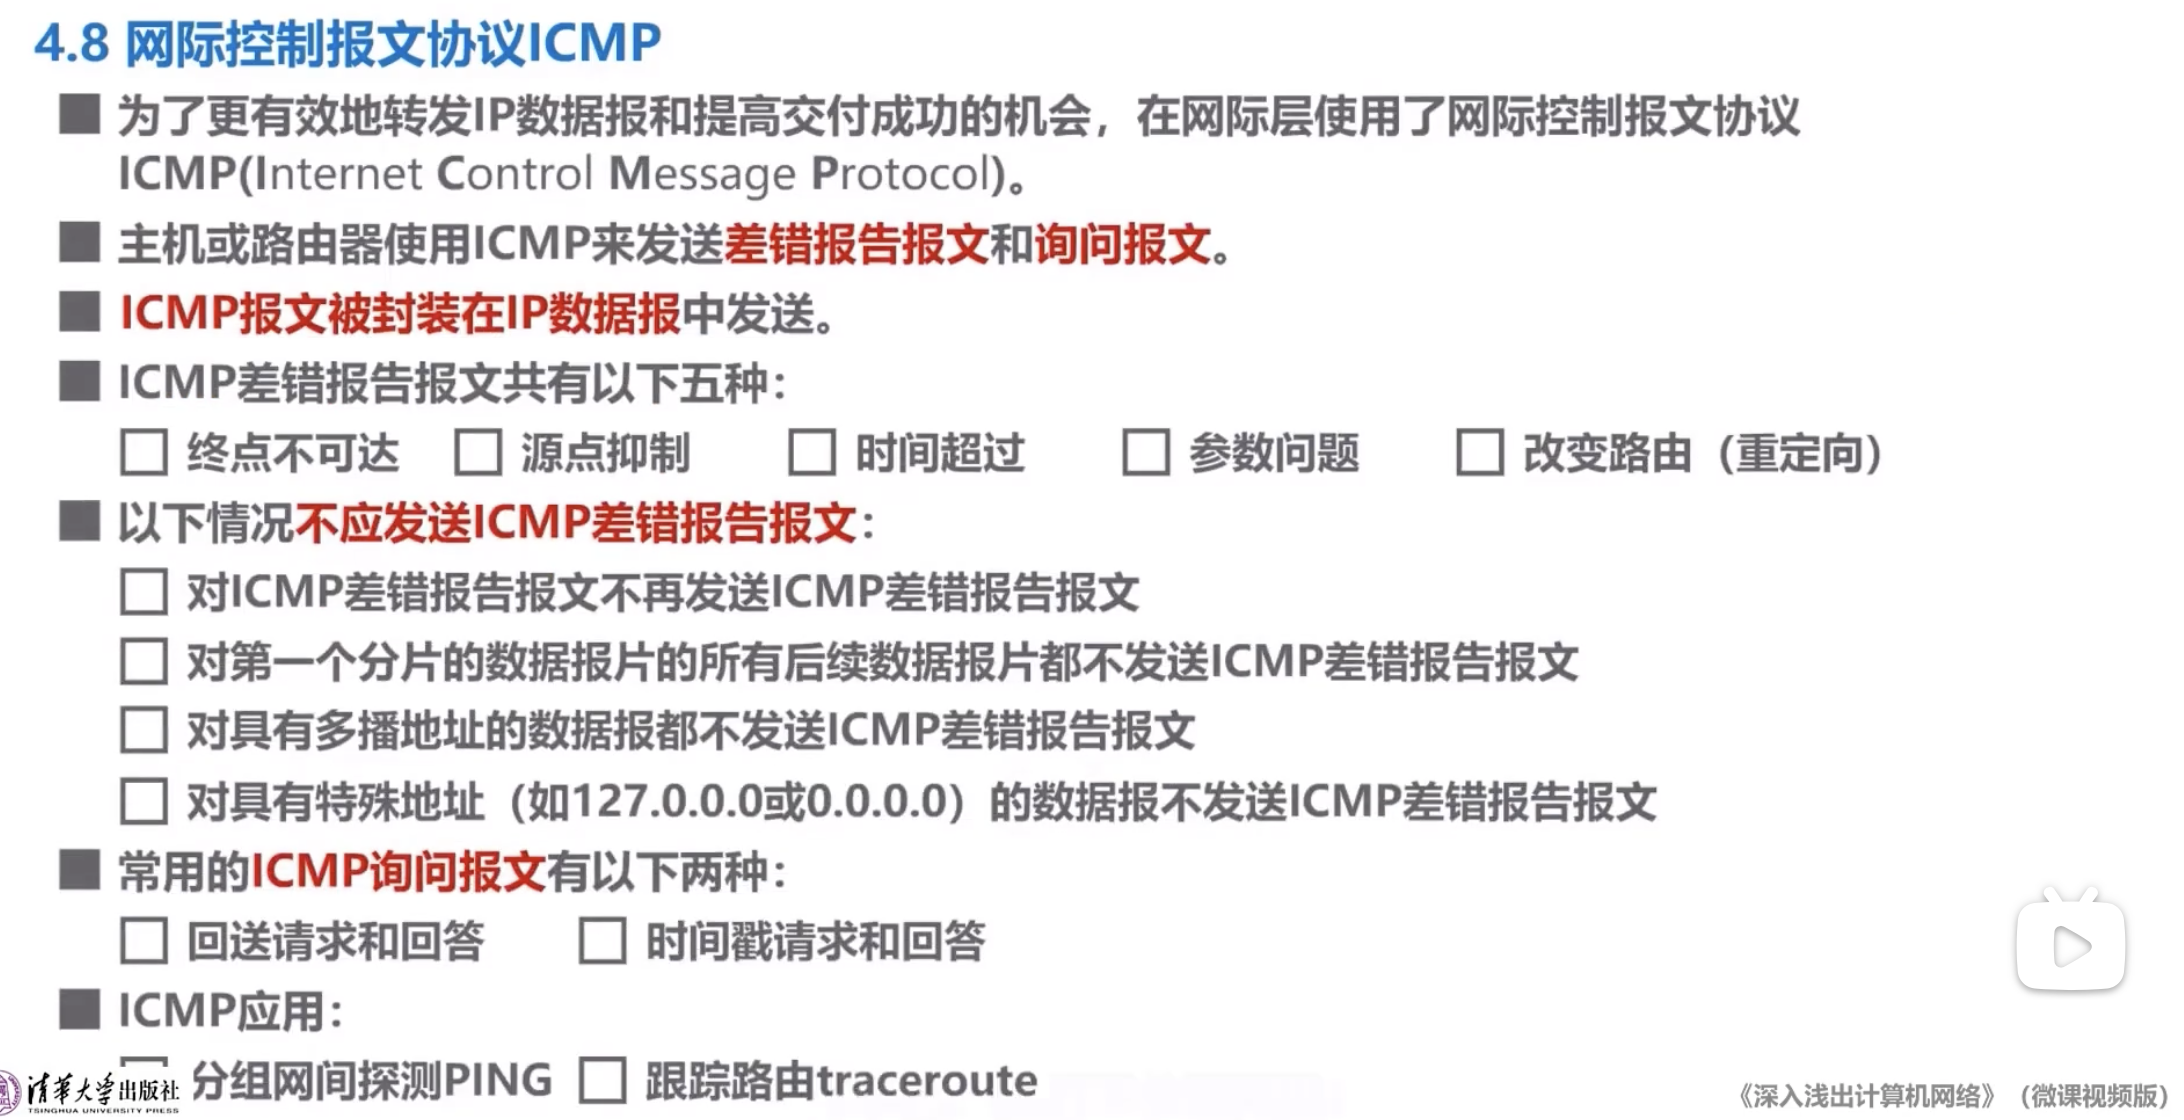 4.8 网际控制报文协议ICMP
为了更有效地转发IP数据报和提高交付成功的机会，在网际层使用了网际控制报文协议
ICMP(Internet Control Message Protocol)。
主机或路由器使用ICMP来发送差错报告报文和询问报文。
ICMP报文被封装在IP数据报中发送。
ICMP差错报告报文共有以下五种：
终点不可达 源点抑制 时间超过 参数问题 改变路由（重定向）
以下情况不应发送ICMP差错报告报文：
对ICMP差错报告报文不再发送ICMP差错报告报文
对第一个分片的数据报片的所有后续数据报片都不发送ICMP差错报告报文
对具有多播地址的数据报都不发送ICMP差错报告报文
对具有特殊地址（如127.0.0.0或0.0.0.0）的数据报不发送ICMP差错报告报文
常用的ICMP询问报文有以下两种：
回送请求和回答 时间戳请求和回答
ICMP应用：
分组网间探测PING 跟踪路由traceroute
清华大学出版社
TSINGHUA UNIVERSITY PRESS
《深入浅出计算机网络》（微课视频版）